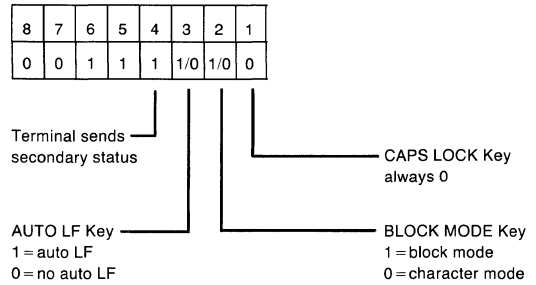 8 7 6 5 4 3 2 1
0 0 1 1 1 1/0 1/0 0
Terminal sends
secondary status
CAPS LOCK Key
always 0
AUTO LF Key
1 = auto LF
0 = no auto LF
BLOCK MODE Key
1 = block mode
0 = character mode